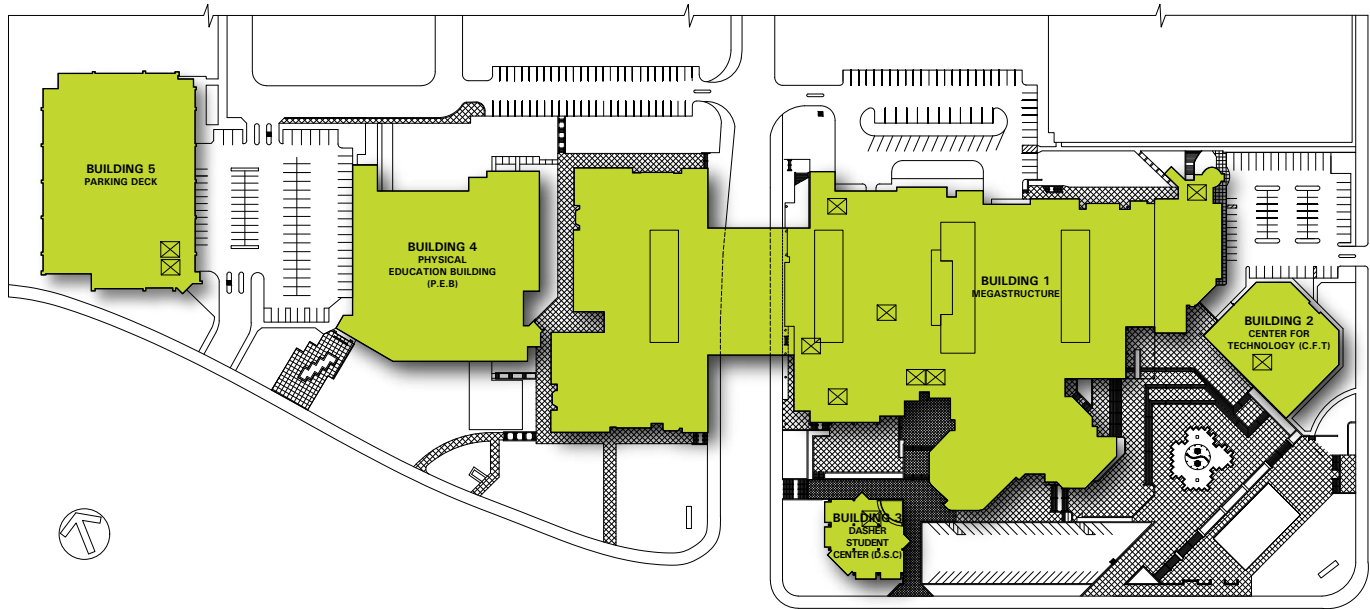 BUILDING 5
PARKING DECK
BUILDING 4
PHYSICAL
EDUCATION BUILDING
(P.E.B)
BUILDING 1
MEGASTRUCTURE
BUILDING 2
CENTER FOR
TECHNOLOGY (C.F.T)
BUILDING 3
DASHER
STUDENT
CENTER (D.S.C)